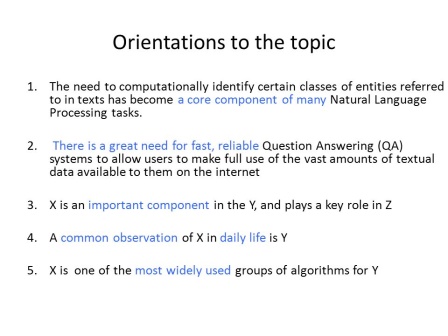 Orientations to the topic
1. The need to computationally identify certain classes of entities referred
to in texts has become a core component of many Natural Language
Processing tasks.
2. There is a great need for fast, reliable Question Answering (QA)
systems to allow users to make full use of the vast amounts of textual
data available to them on the internet
3. X is an important component in the Y, and plays a key role in Z
4. A common observation of X in daily life is Y
5. X is one of the most widely used groups of algorithms for Y